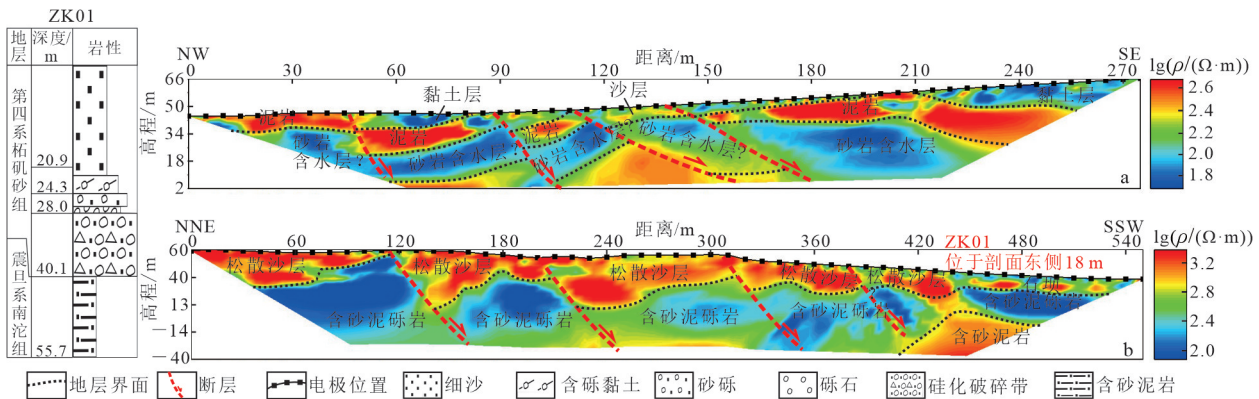 ZK01
地层 深度/m 岩性
第四系柘矶砂组
20.9
24.3
28.0
震旦系南沱组
40.1
55.7
NW 距离/m SE
0 30 60 90 120 150 180 210 240 270
高程/m
66
50
34
18
2
泥岩 黏土层 沙层 泥岩 黏土层
砂岩含水层? 泥岩 砂岩含水层? 泥岩 砂岩含水层? 砂岩含水层? 砂岩含水层
a
lg(ρ/(Ω·m))
2.6
2.4
2.2
2.0
1.8
NNE 距离/m SSW
0 60 120 180 240 300 360 420 480 540
ZK01
位于剖面东侧18 m
高程/m
60
40
13
-14
-40
松散沙层 松散沙层 松散沙层 松散沙层 松散沙层
含砂泥砾岩 含砂泥砾岩 含砂泥砾岩 含砂泥砾岩 含砂泥砾岩
含砂泥岩
b
lg(ρ/(Ω·m))
3.2
2.8
2.4
2.0
地层界面 断层 电极位置 细沙 含砾黏土 砂砾 砾石 硅化破碎带 含砂泥岩